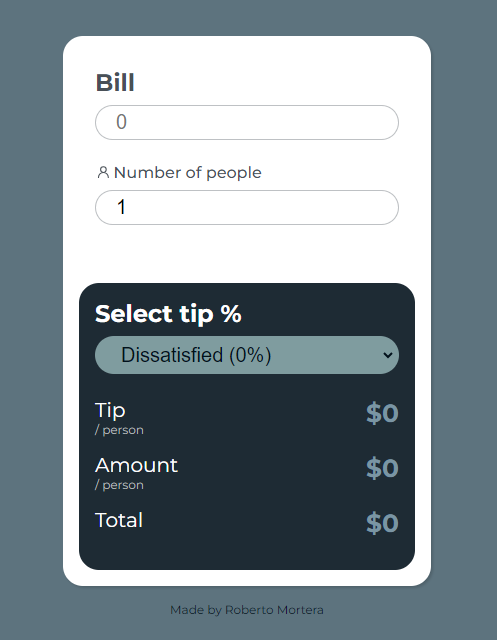 Bill
0
Number of people
1
Select tip %
Dissatisfied (0%)
Tip $0
/ person
Amount $0
/ person
Total $0
Made by Roberto Mortera